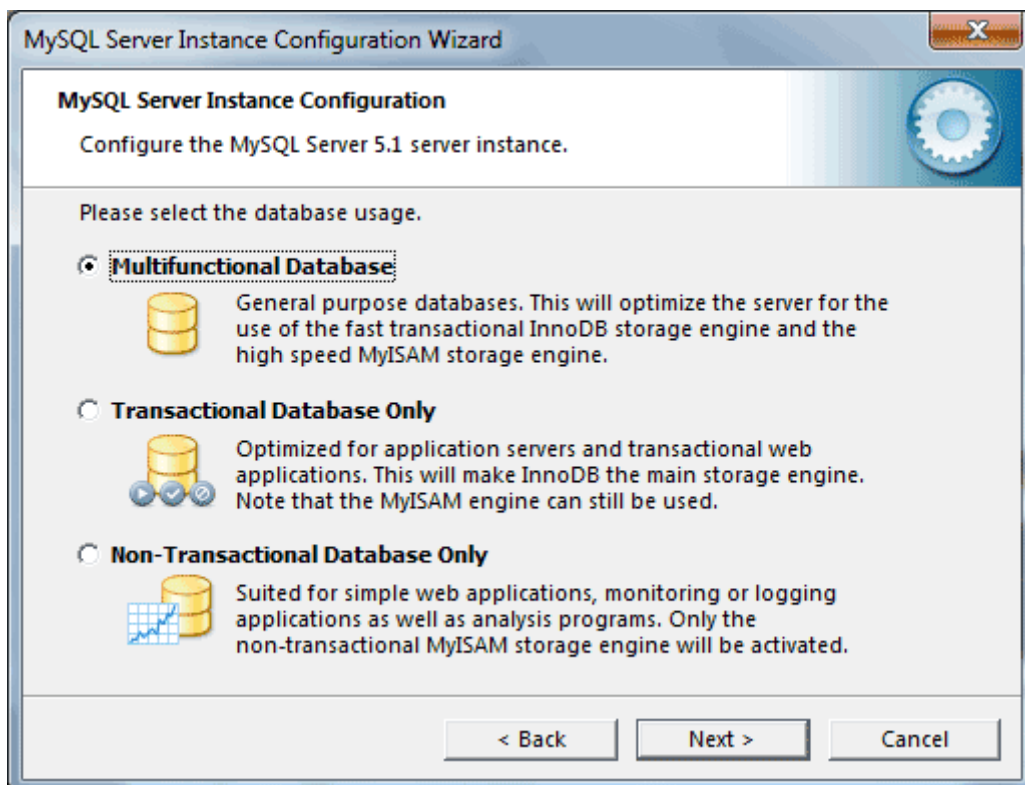 MySQL Server Instance Configuration Wizard
MySQL Server Instance Configuration
Configure the MySQL Server 5.1 server instance.
Please select the database usage.
Multifunctional Database
General purpose databases. This will optimize the server for the
use of the fast transactional InnoDB storage engine and the
high speed MyISAM storage engine.
Transactional Database Only
Optimized for application servers and transactional web
applications. This will make InnoDB the main storage engine.
Note that the MyISAM engine can still be used.
Non-Transactional Database Only
Suited for simple web applications, monitoring or logging
applications as well as analysis programs. Only the
non-transactional MyISAM storage engine will be activated.
< Back Next > Cancel